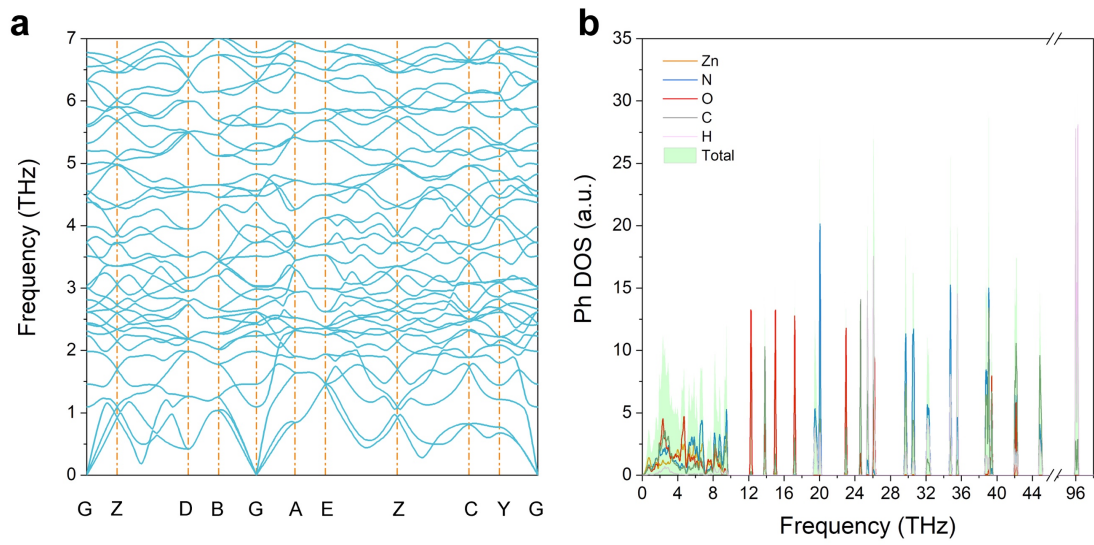 a
7
6
5
4
3
2
1
0
Frequency (THz)
G Z D B G A E Z C Y G
b
35
30
25
20
15
10
5
0
Ph DOS (a.u.)
Zn
N
O
C
H
Total
0 4 8 12 16 20 24 28 32 36 40 44 96
Frequency (THz)